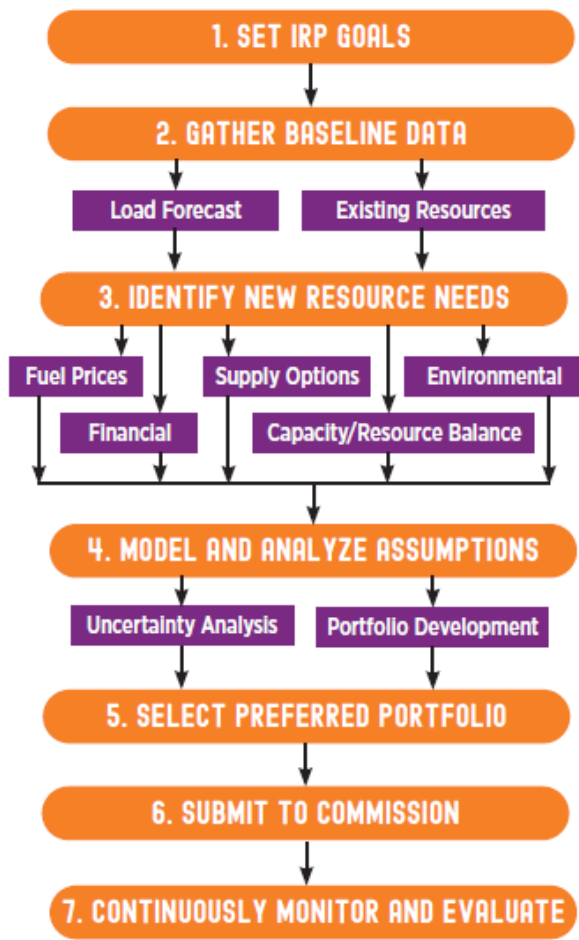 1. SET IRP GOALS
2. GATHER BASELINE DATA
Load Forecast
Existing Resources
3. IDENTIFY NEW RESOURCE NEEDS
Fuel Prices
Supply Options
Environmental
Financial
Capacity/Resource Balance
4. MODEL AND ANALYZE ASSUMPTIONS
Uncertainty Analysis
Portfolio Development
5. SELECT PREFERRED PORTFOLIO
6. SUBMIT TO COMMISSION
7. CONTINUOUSLY MONITOR AND EVALUATE